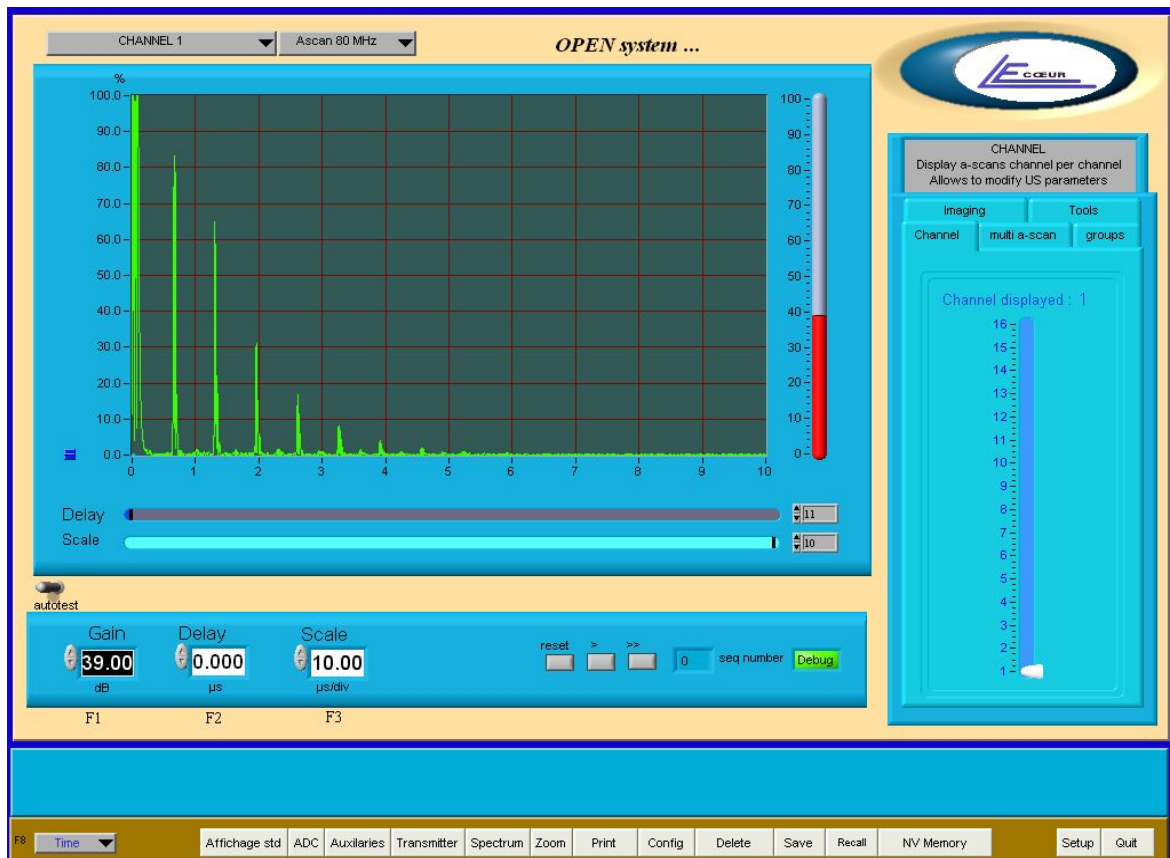 CHANNEL 1
Ascan 80 MHz
OPEN system ...
LE CŒUR
%
100.0
90.0
80.0
70.0
60.0
50.0
40.0
30.0
20.0
10.0
0.0
0 1 2 3 4 5 6 7 8 9 10
100
90
80
70
60
50
40
30
20
10
0
Delay
11
Scale
10
CHANNEL
Display a-scans channel per channel
Allows to modify US parameters
Imaging Tools
Channel multi a-scan groups
Channel displayed : 1
16
15
14
13
12
11
10
9
8
7
6
5
4
3
2
1
autotest
Gain Delay Scale
39.00 0.000 10.00
dB µs µs/div
F1 F2 F3
reset > >>
0 seq number Debug
F8 Time Affichage std ADC Auxilaries Transmitter Spectrum Zoom Print Config Delete Save Recall NV Memory Setup Quit